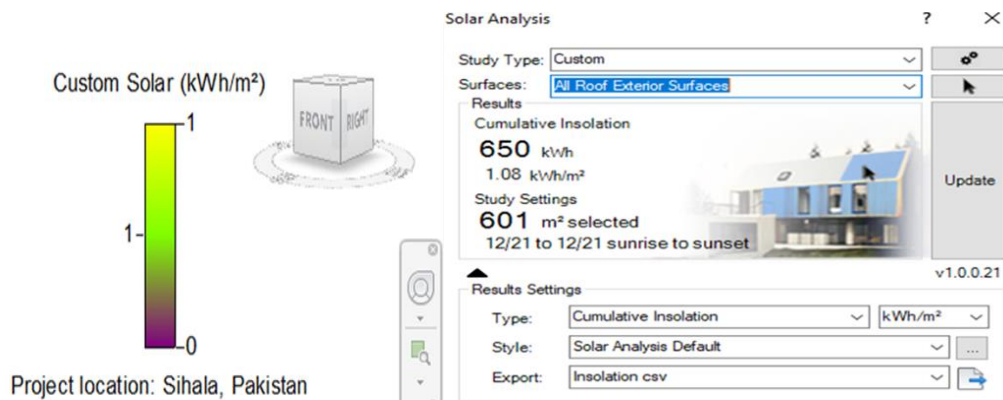 Custom Solar (kWh/m²)
1
1
0
FRONT
RIGHT
Project location: Sihala, Pakistan
Solar Analysis
?
Study Type: Custom
Surfaces: All Roof Exterior Surfaces
Results
Cumulative Insolation
650 kWh
1.08 kWh/m²
Study Settings
601 m² selected
12/21 to 12/21 sunrise to sunset
Update
v1.0.0.21
Results Settings
Type: Cumulative Insolation kWh/m²
Style: Solar Analysis Default ...
Export: Insolation csv